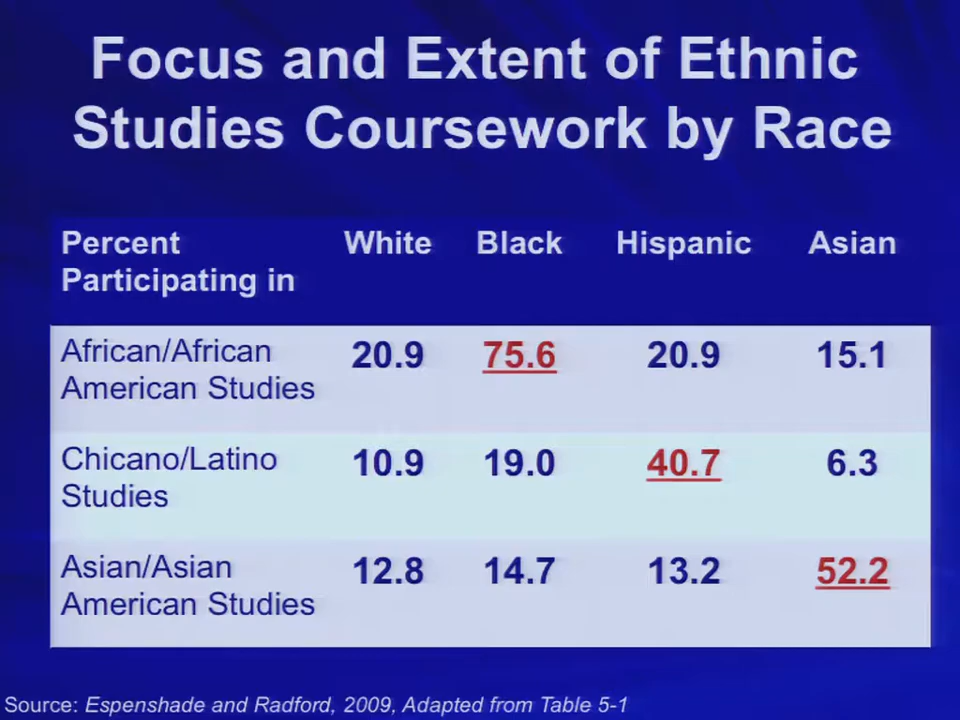 Focus and Extent of Ethnic
Studies Coursework by Race
Percent White Black Hispanic Asian
Participating in
African/African 20.9 75.6 20.9 15.1
American Studies
Chicano/Latino 10.9 19.0 40.7 6.3
Studies
Asian/Asian 12.8 14.7 13.2 52.2
American Studies
Source: Espenshade and Radford, 2009, Adapted from Table 5-1